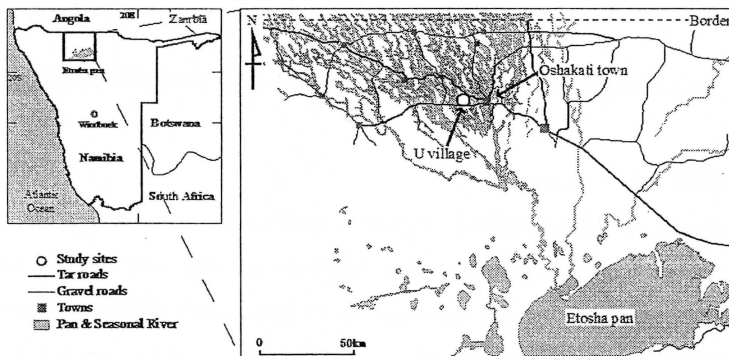 Angola
20E
Zambia
Etosha pan
Windhoek
Botswana
Namibia
Atlantic
Ocean
South Africa
Study sites
Tar roads
Gravel roads
Towns
Pan & Seasonal River
N
Border
Oshakati town
U village
Etosha pan
0
50km